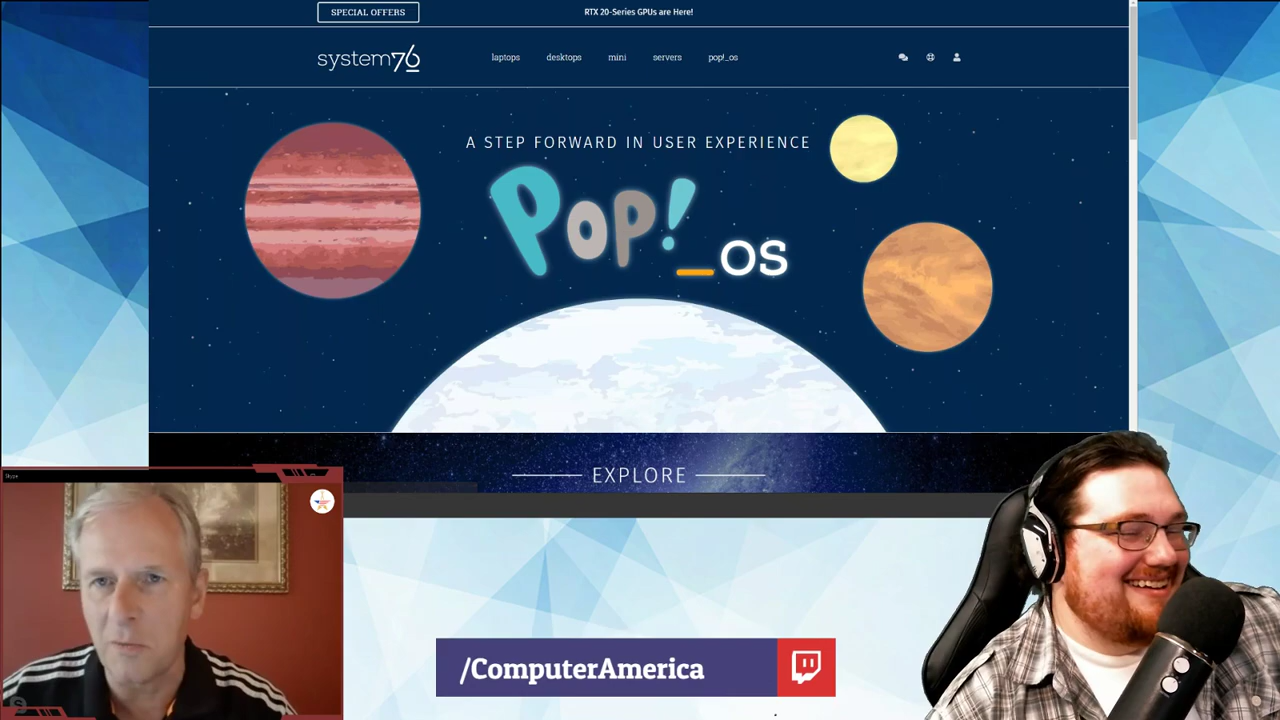 SPECIAL OFFERS
RTX 20-Series GPUs are Here!
system76
laptops desktops mini servers pop!_os
A STEP FORWARD IN USER EXPERIENCE
Pop!_OS
EXPLORE
Skype
/ComputerAmerica